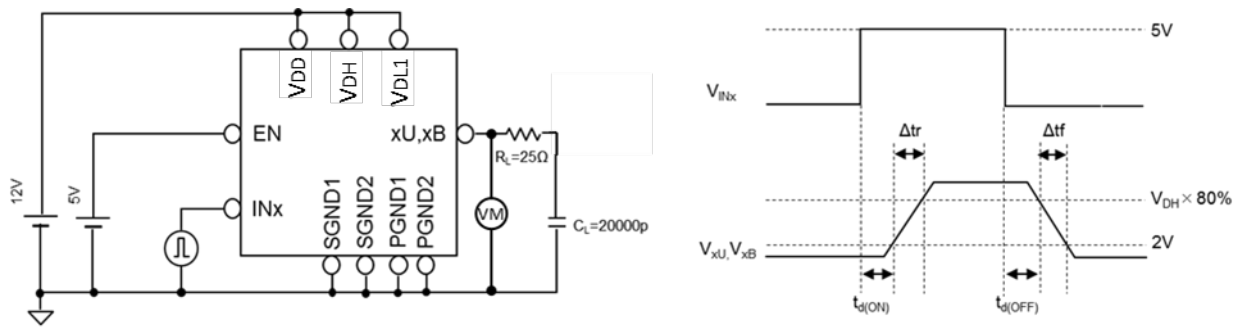 VDD
VDH
VDL1
EN
xU,xB
RL=25Ω
12V
5V
INx
SGND1
SGND2
PGND1
PGND2
VM
CL=20000p
5V
VINx
Δtr
Δtf
VDH × 80%
VxU,VxB
2V
td(ON)
td(OFF)